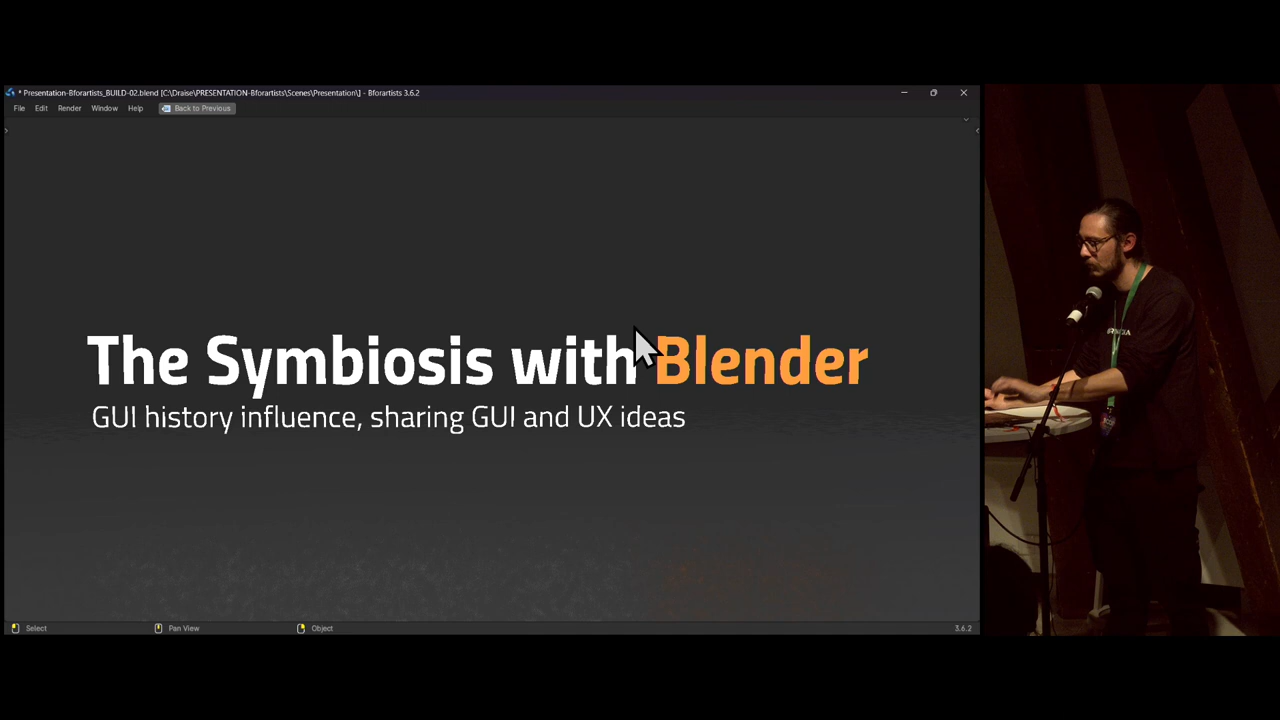 * Presentation-Bforartists_BUILD-02.blend [C:\Draise\PRESENTATION-Bforartists\Scenes\Presentation\] - Bforartists 3.6.2
File Edit Render Window Help Back to Previous
The Symbiosis with Blender
GUI history influence, sharing GUI and UX ideas
Select Pan View Object 3.6.2